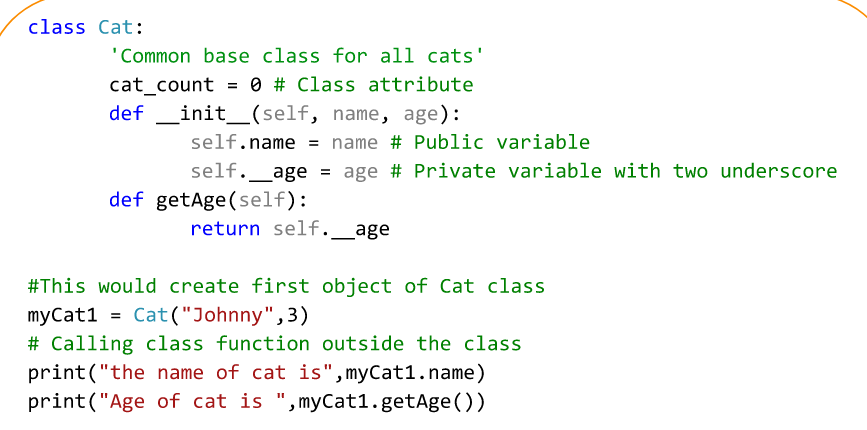 class Cat:
'Common base class for all cats'
cat_count = 0 # Class attribute
def __init__(self, name, age):
self.name = name # Public variable
self.__age = age # Private variable with two underscore
def getAge(self):
return self.__age
#This would create first object of Cat class
myCat1 = Cat("Johnny",3)
# Calling class function outside the class
print("the name of cat is",myCat1.name)
print("Age of cat is ",myCat1.getAge())